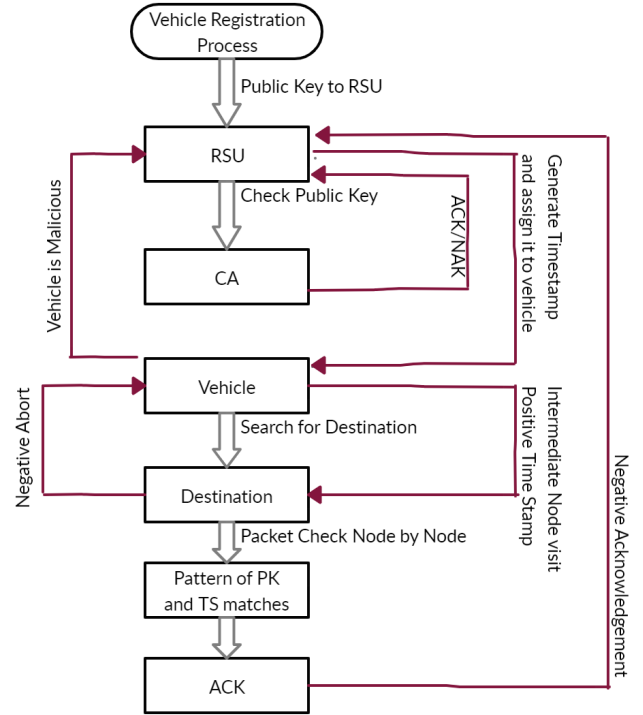 Vehicle Registration
Process
Public Key to RSU
RSU
Check Public Key
CA
ACK/NAK
Generate Timestamp
and assign it to vehicle
Vehicle is Malicious
Vehicle
Search for Destination
Intermediate Node visit
Positive Time Stamp
Negative Abort
Destination
Packet Check Node by Node
Pattern of PK
and TS matches
ACK
Negative Acknowledgement